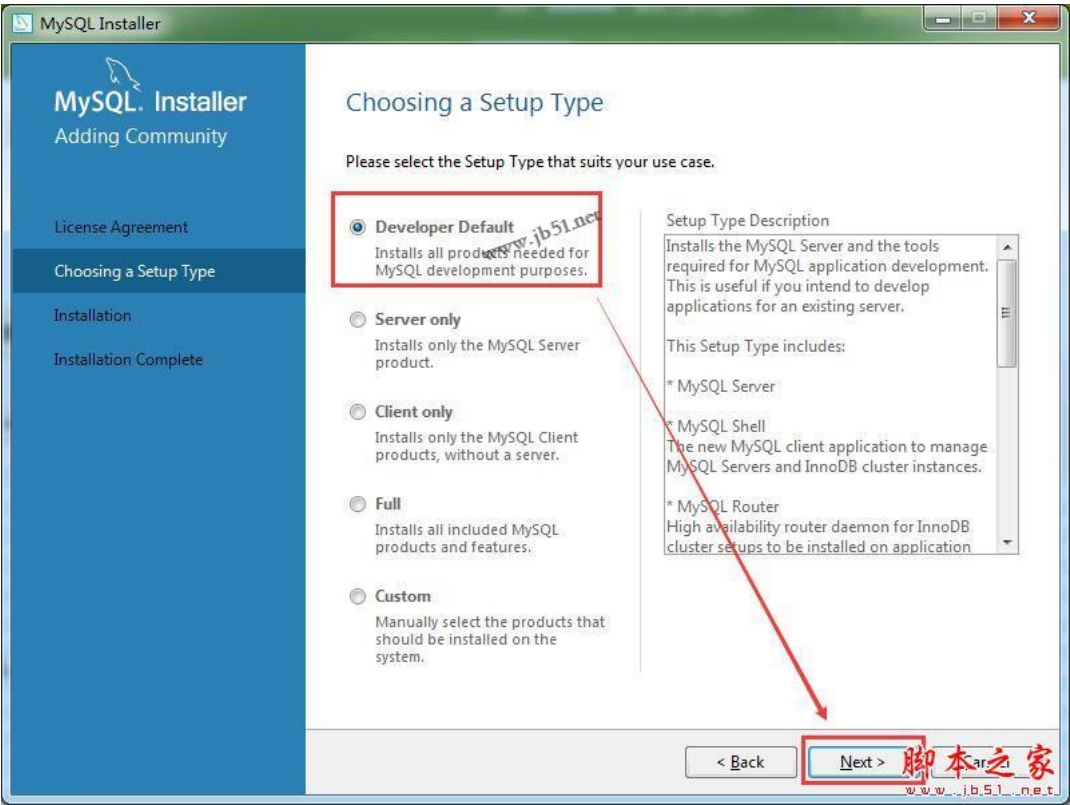 MySQL Installer
MySQL. Installer
Adding Community
License Agreement
Choosing a Setup Type
Installation
Installation Complete
Choosing a Setup Type
Please select the Setup Type that suits your use case.
Developer Default
Installs all products needed for
MySQL development purposes.
www.jb51.net
Server only
Installs only the MySQL Server
product.
Client only
Installs only the MySQL Client
products, without a server.
Full
Installs all included MySQL
products and features.
Custom
Manually select the products that
should be installed on the
system.
Setup Type Description
Installs the MySQL Server and the tools
required for MySQL application development.
This is useful if you intend to develop
applications for an existing server.
This Setup Type includes:
* MySQL Server
* MySQL Shell
The new MySQL client application to manage
MySQL Servers and InnoDB cluster instances.
* MySQL Router
High availability router daemon for InnoDB
cluster setups to be installed on application
< Back
Next >
脚本之家
www.jb51.net